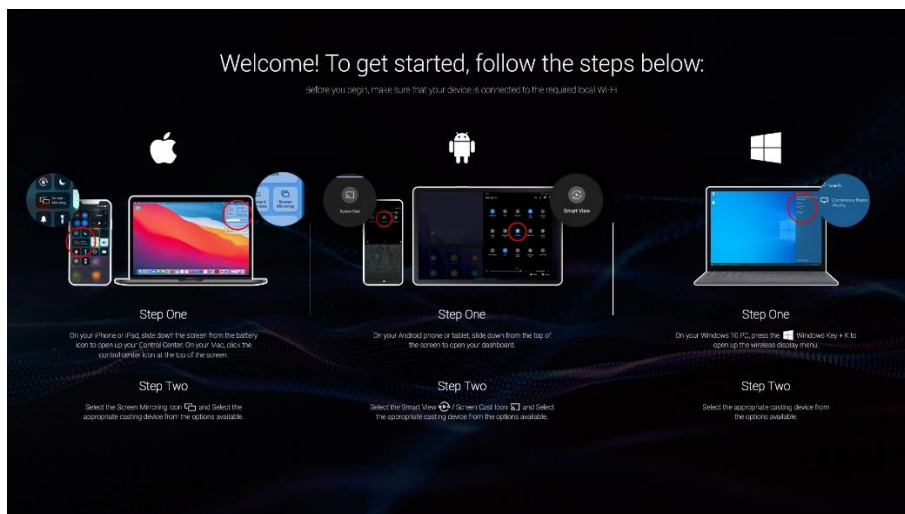 Welcome! To get started, follow the steps below:
Before you begin, make sure that your device is connected to the required local Wi-Fi
Screen Mirroring
Screen Mirroring
Screen Cast
Smart View
Search
Conference Room
Display
Step One
On your iPhone or iPad, slide down the screen from the battery
icon to open up your Control Center. On your Mac, click the
control center icon at the top of the screen.
Step Two
Select the Screen Mirroring Icon and Select the
appropriate casting device from the options available.
Step One
On your Android phone or tablet, slide down from the top of
the screen to open your dashboard.
Step Two
Select the Smart View / Screen Cast Icon and Select
the appropriate casting device from the options available.
Step One
On your Windows 10 PC, press the Windows Key + K to
open up the wireless display menu.
Step Two
Select the appropriate casting device from
the options available.